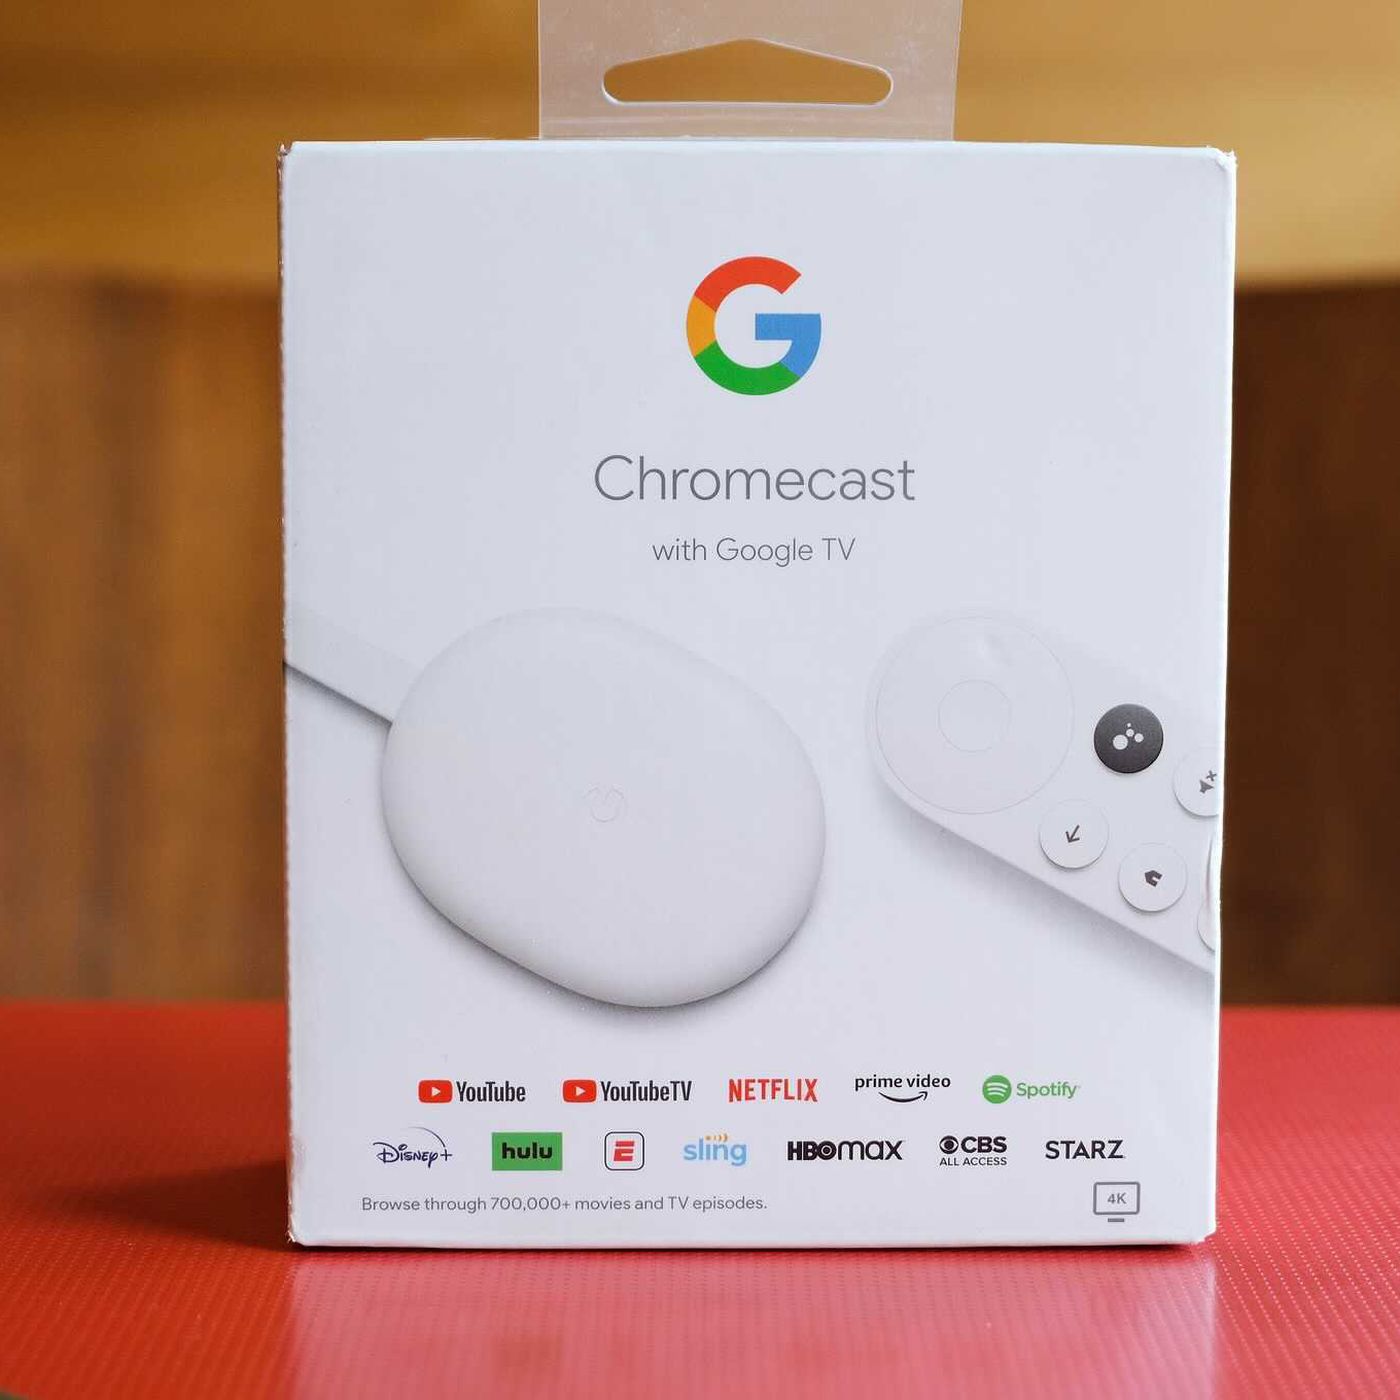 G
Chromecast
with Google TV
YouTube YouTubeTV NETFLIX prime video Spotify
Disney+ hulu E sling HBOMAX CBS ALL ACCESS STARZ
Browse through 700,000+ movies and TV episodes. 4K